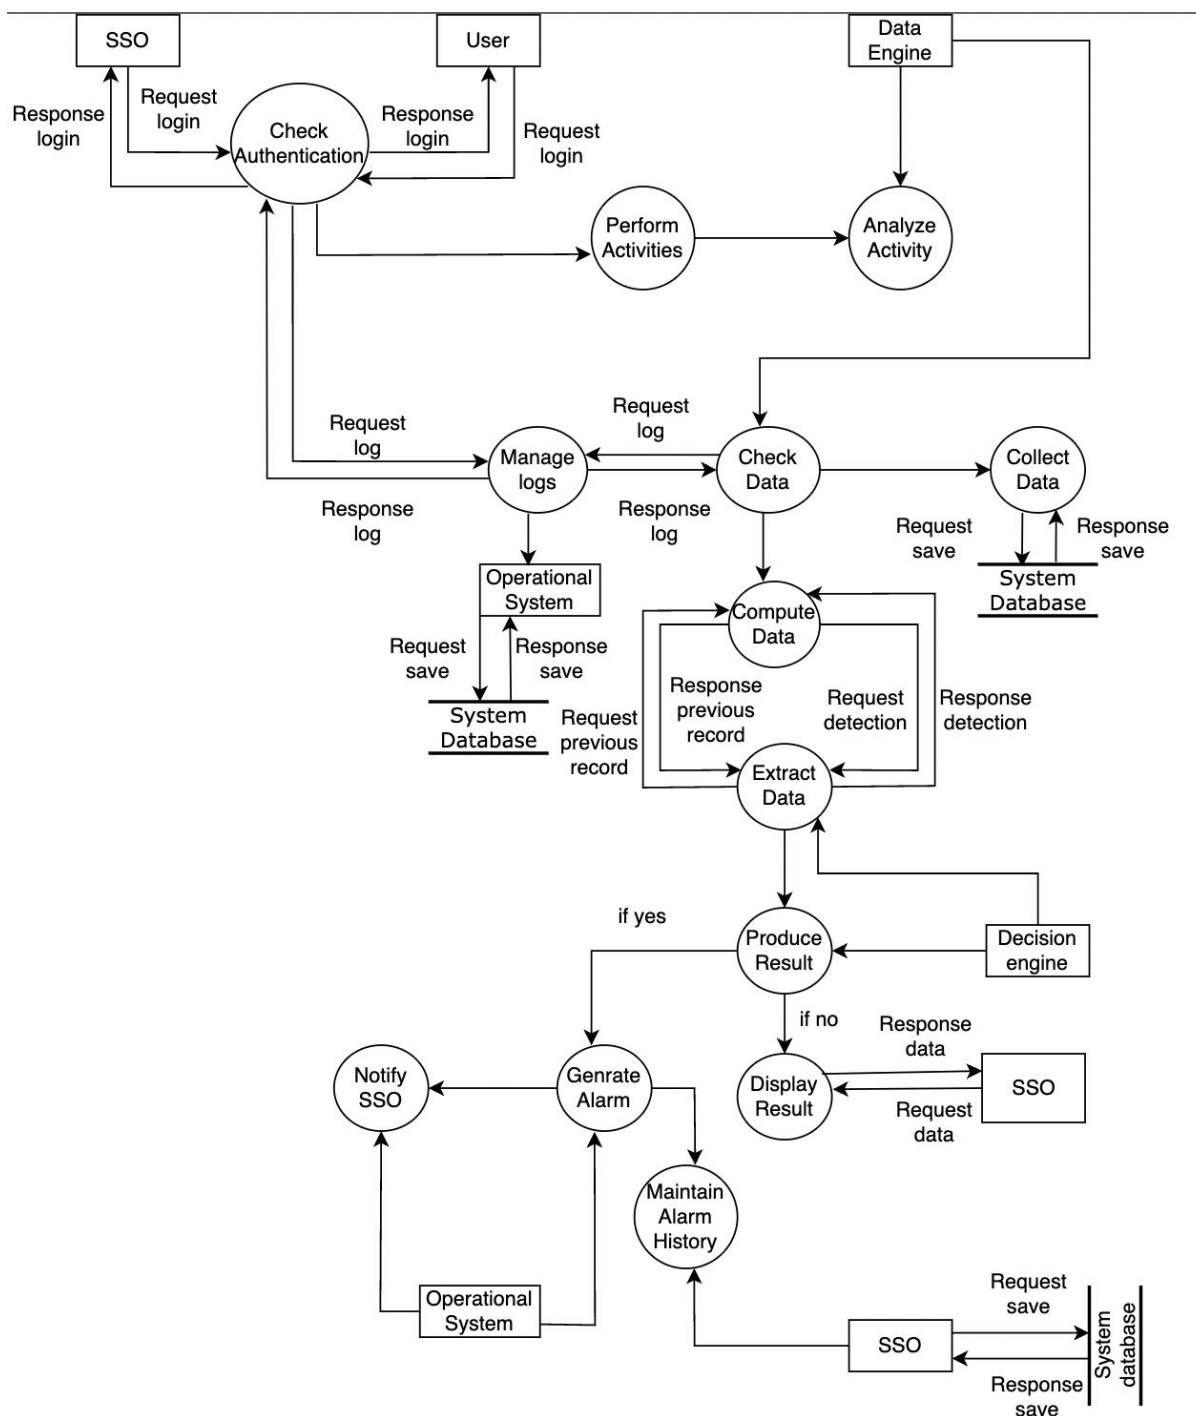 SSO
User
Data
Engine
Response
login
Request
login
Check
Authentication
Response
login
Request
login
Perform
Activities
Analyze
Activity
Request
log
Response
log
Manage
logs
Request
log
Response
log
Check
Data
Collect
Data
Request
save
Response
save
System
Database
Operational
System
Request
save
Response
save
System
Database
Compute
Data
Request
previous
record
Response
previous
record
Request
detection
Response
detection
Extract
Data
if yes
Produce
Result
Decision
engine
if no
Response
data
Notify
SSO
Genrate
Alarm
Display
Result
SSO
Request
data
Maintain
Alarm
History
Operational
System
SSO
Request
save
Response
save
System
database